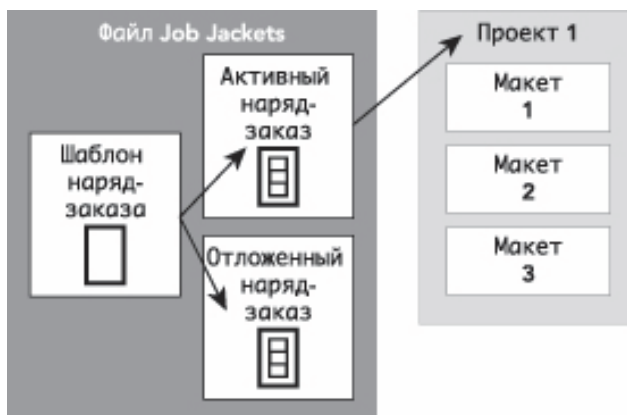 Файл Job Jackets
Шаблон
наряд-
заказа
Активный
наряд-
заказ
Отложенный
наряд-
заказ
Проект 1
Макет
1
Макет
2
Макет
3